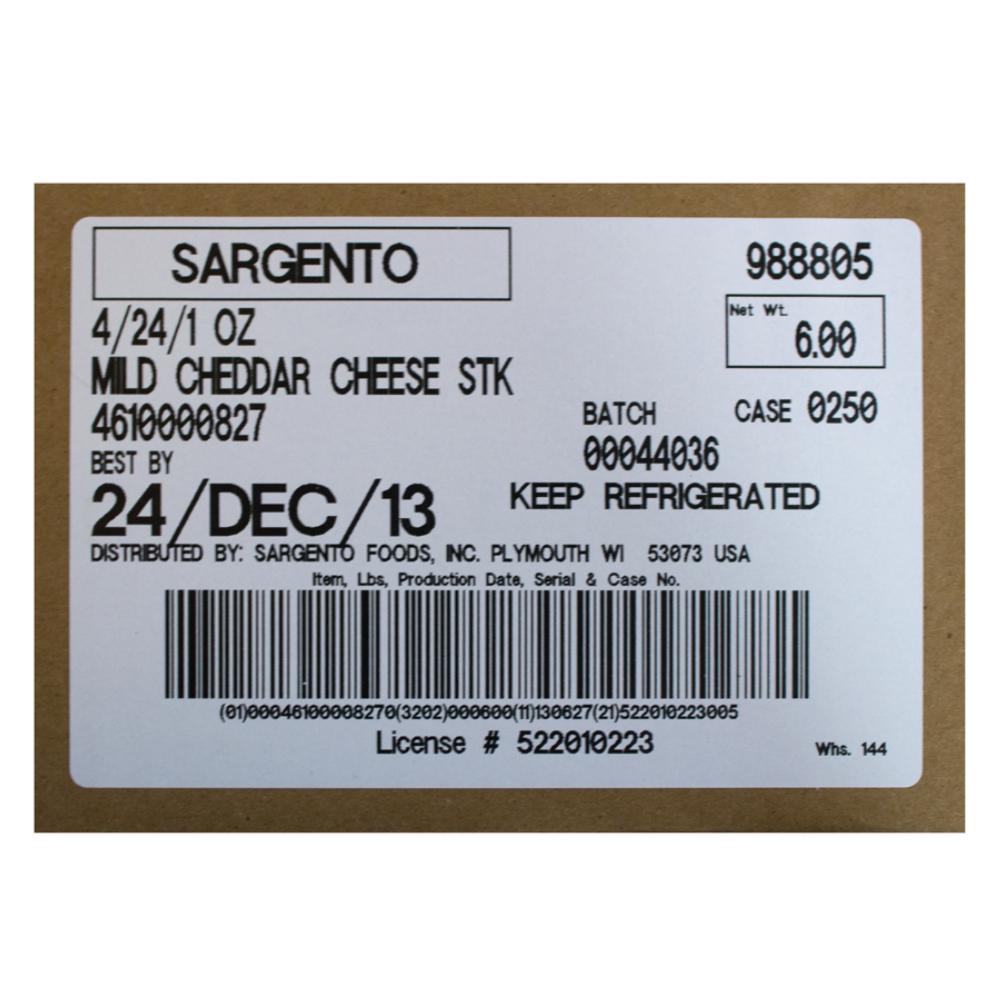 SARGENTO
988805
4/24/1 OZ
Net Wt.
6.00
MILD CHEDDAR CHEESE STK
4610000827
BATCH
CASE 0250
00044036
BEST BY
24/DEC/13
KEEP REFRIGERATED
DISTRIBUTED BY: SARGENTO FOODS, INC. PLYMOUTH WI 53073 USA
Item, Lbs, Production Date, Serial & Case No.
(01)00046100008270(3202)000600(11)130627(21)522010223005
License # 522010223
Whs. 144